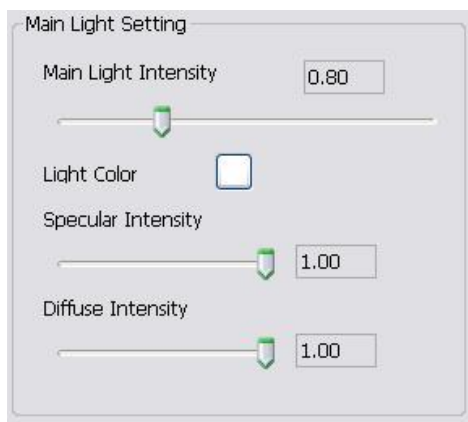 Main Light Setting
Main Light Intensity 0.80
Light Color
Specular Intensity
1.00
Diffuse Intensity
1.00